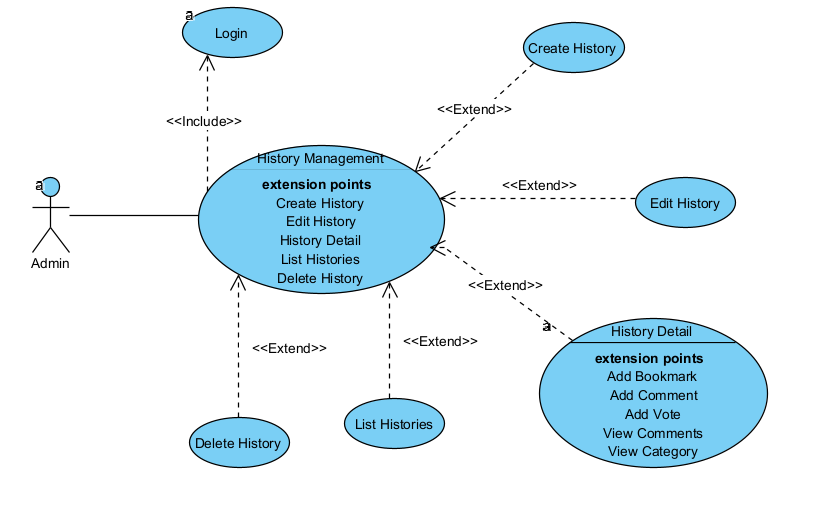 a
Login
Create History
<<Extend>>
<<Include>>
History Management
extension points
Create History
Edit History
History Detail
List Histories
Delete History
<<Extend>>
Edit History
a
Admin
<<Extend>>
a
History Detail
extension points
Add Bookmark
Add Comment
Add Vote
View Comments
View Category
<<Extend>>
<<Extend>>
Delete History
List Histories